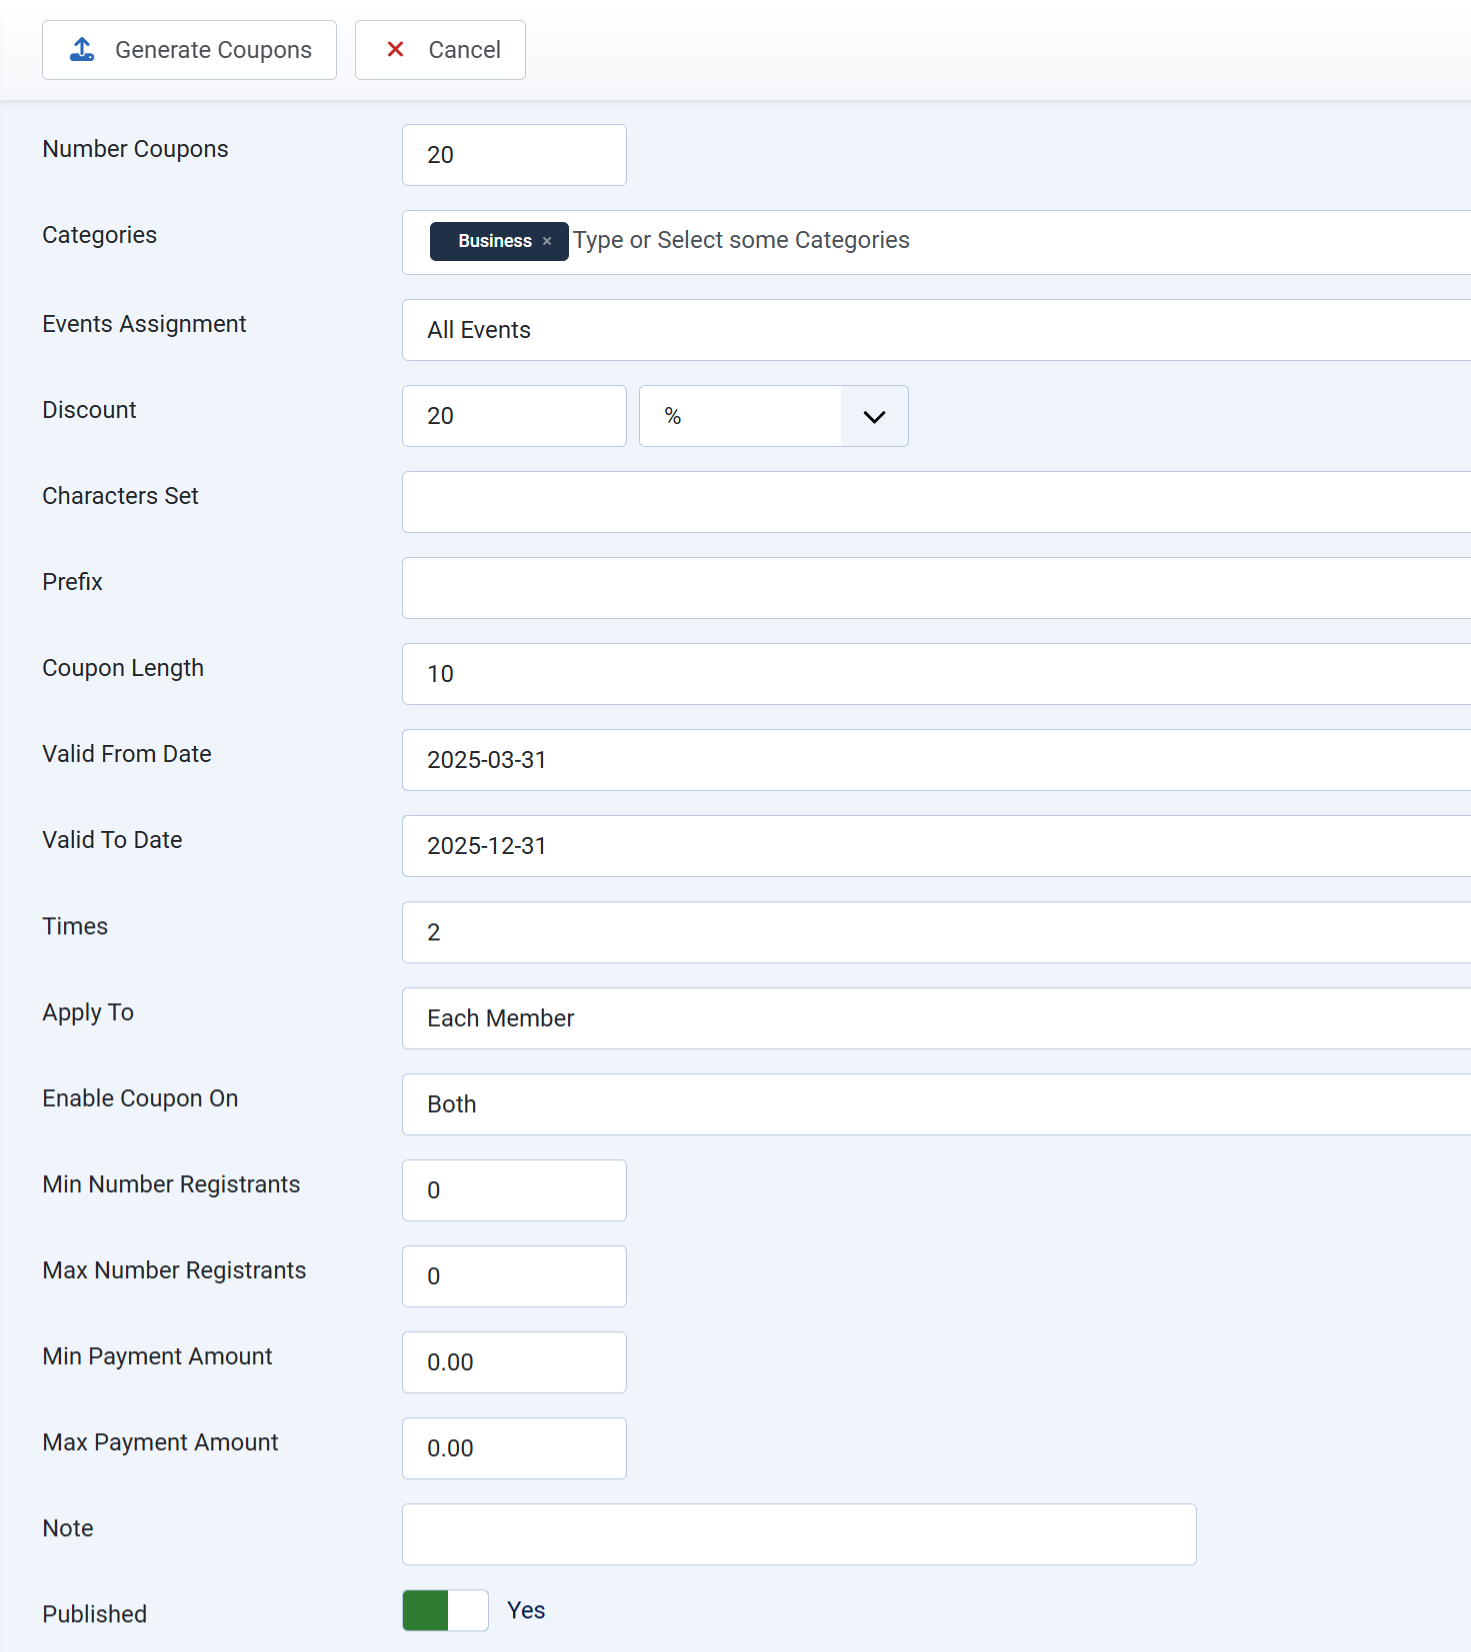 Generate Coupons
Cancel
Number Coupons
20
Categories
Business × Type or Select some Categories
Events Assignment
All Events
Discount
20
%
Characters Set
Prefix
Coupon Length
10
Valid From Date
2025-03-31
Valid To Date
2025-12-31
Times
2
Apply To
Each Member
Enable Coupon On
Both
Min Number Registrants
0
Max Number Registrants
0
Min Payment Amount
0.00
Max Payment Amount
0.00
Note
Published
Yes